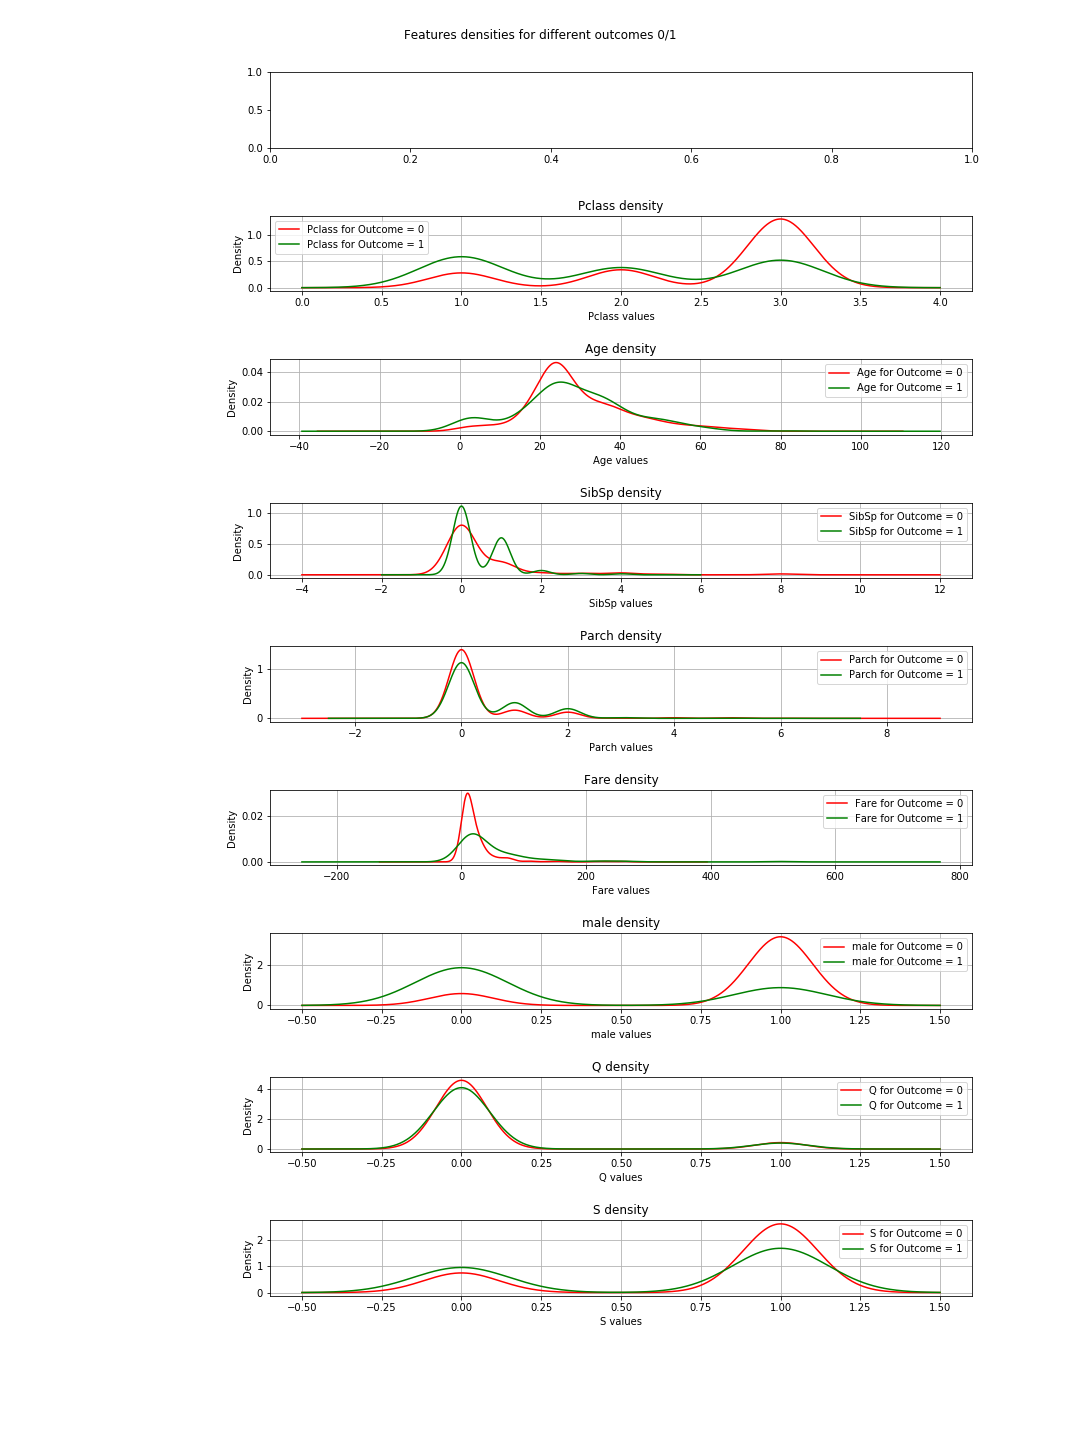 Features densities for different outcomes 0/1
1.0
0.5
0.0
0.0 0.2 0.4 0.6 0.8 1.0
Pclass density
Pclass for Outcome = 0
Pclass for Outcome = 1
Density
1.0
0.5
0.0
0.0 0.5 1.0 1.5 2.0 2.5 3.0 3.5 4.0
Pclass values
Age density
Age for Outcome = 0
Age for Outcome = 1
Density
0.04
0.02
0.00
−40 −20 0 20 40 60 80 100 120
Age values
SibSp density
SibSp for Outcome = 0
SibSp for Outcome = 1
Density
1.0
0.5
0.0
−4 −2 0 2 4 6 8 10 12
SibSp values
Parch density
Parch for Outcome = 0
Parch for Outcome = 1
Density
1
0
−2 0 2 4 6 8
Parch values
Fare density
Fare for Outcome = 0
Fare for Outcome = 1
Density
0.02
0.00
−200 0 200 400 600 800
Fare values
male density
male for Outcome = 0
male for Outcome = 1
Density
2
0
−0.50 −0.25 0.00 0.25 0.50 0.75 1.00 1.25 1.50
male values
Q density
Q for Outcome = 0
Q for Outcome = 1
Density
4
2
0
−0.50 −0.25 0.00 0.25 0.50 0.75 1.00 1.25 1.50
Q values
S density
S for Outcome = 0
S for Outcome = 1
Density
2
1
0
−0.50 −0.25 0.00 0.25 0.50 0.75 1.00 1.25 1.50
S values